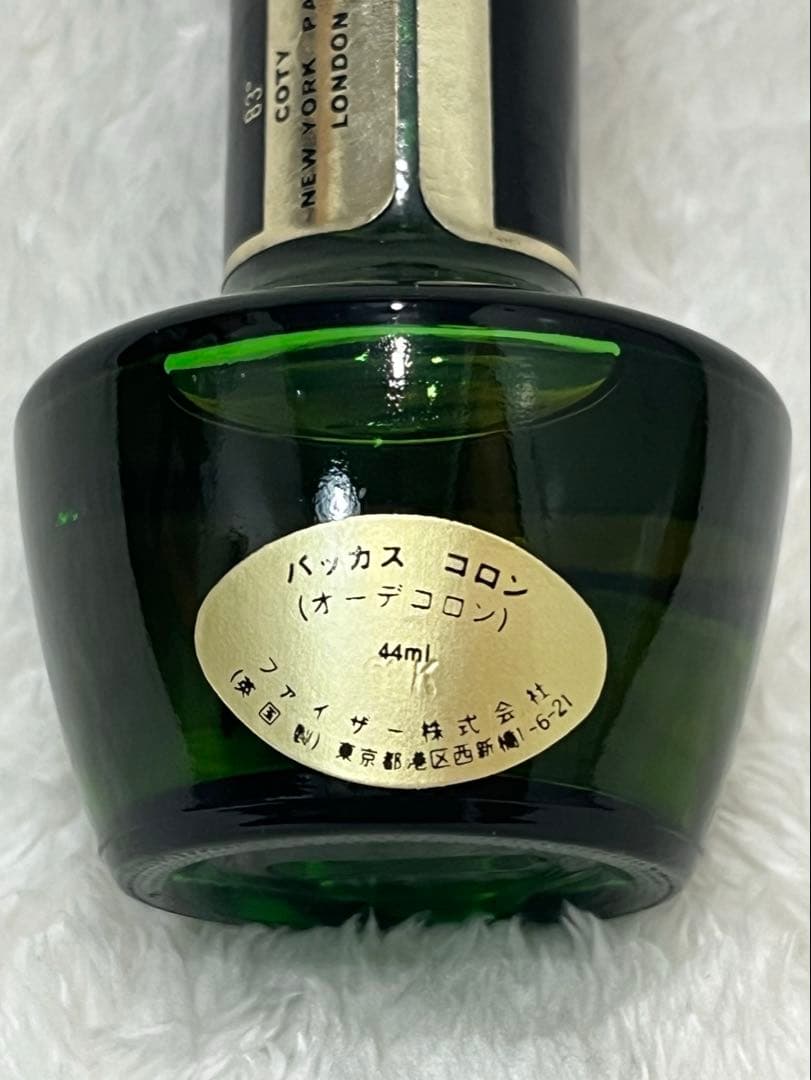 83°
COTY
NEW YORK PA
LONDON
バッカス コロン
(オーデコロン)
44ml
ファイザー株式会社
(英国製) 東京都港区西新橋1-6-21